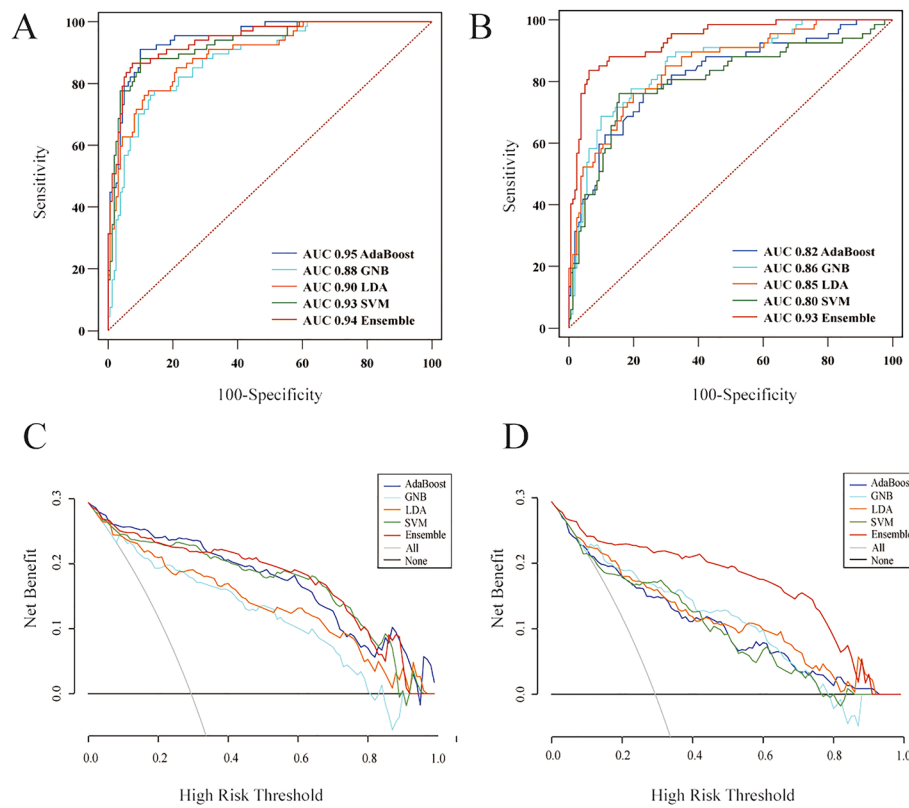 A
100
80
60
40
20
0
Sensitivity
AUC 0.95 AdaBoost
AUC 0.88 GNB
AUC 0.90 LDA
AUC 0.93 SVM
AUC 0.94 Ensemble
0 20 40 60 80 100
100-Specificity
B
100
80
60
40
20
0
Sensitivity
AUC 0.82 AdaBoost
AUC 0.86 GNB
AUC 0.85 LDA
AUC 0.80 SVM
AUC 0.93 Ensemble
0 20 40 60 80 100
100-Specificity
C
0.3
0.2
0.1
0.0
Net Benefit
AdaBoost
GNB
LDA
SVM
Ensemble
All
None
0.0 0.2 0.4 0.6 0.8 1.0
High Risk Threshold
D
0.3
0.2
0.1
0.0
Net Benefit
AdaBoost
GNB
LDA
SVM
Ensemble
All
None
0.0 0.2 0.4 0.6 0.8 1.0
High Risk Threshold